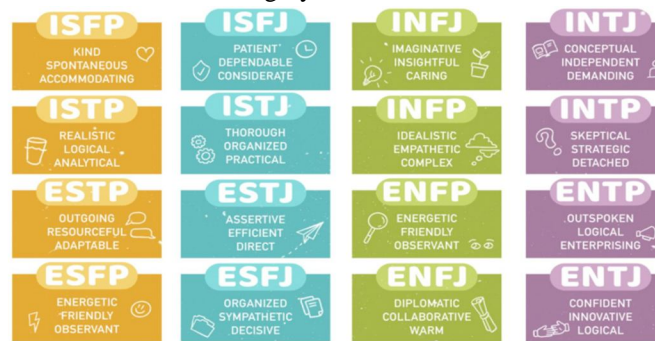 ISFP
KIND
SPONTANEOUS
ACCOMMODATING
ISFJ
PATIENT
DEPENDABLE
CONSIDERATE
INFJ
IMAGINATIVE
INSIGHTFUL
CARING
INTJ
CONCEPTUAL
INDEPENDENT
DEMANDING
ISTP
REALISTIC
LOGICAL
ANALYTICAL
ISTJ
THOROUGH
ORGANIZED
PRACTICAL
INFP
IDEALISTIC
EMPATHETIC
COMPLEX
INTP
SKEPTICAL
STRATEGIC
DETACHED
ESTP
OUTGOING
RESOURCEFUL
ADAPTABLE
ESTJ
ASSERTIVE
EFFICIENT
DIRECT
ENFP
ENERGETIC
FRIENDLY
OBSERVANT
ENTP
OUTSPOKEN
LOGICAL
ENTERPRISING
ESFP
ENERGETIC
FRIENDLY
OBSERVANT
ESFJ
ORGANIZED
SYMPATHETIC
DECISIVE
ENFJ
DIPLOMATIC
COLLABORATIVE
WARM
ENTJ
CONFIDENT
INNOVATIVE
LOGICAL